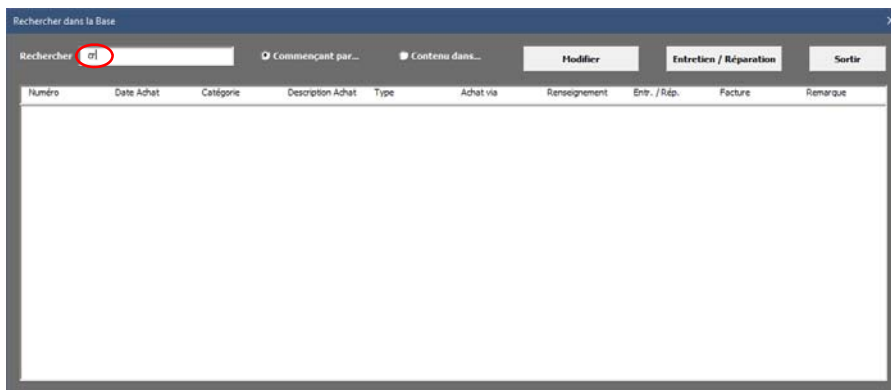 Rechercher dans la Base
Rechercher cr Commençant par... Contenu dans... Modifier Entretien / Réparation Sortir
Numéro Date Achat Catégorie Description Achat Type Achat via Renseignement Entr. / Rép. Facture Remarque